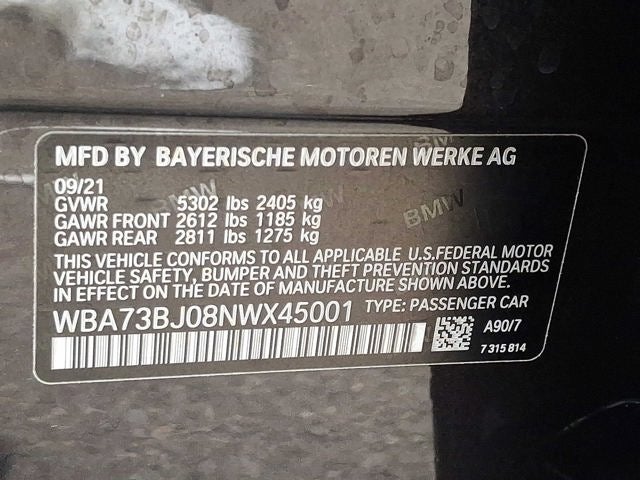 MFD BY BAYERISCHE MOTOREN WERKE AG
09/21
GVWR 5302 lbs 2405 kg
GAWR FRONT 2612 lbs 1185 kg
GAWR REAR 2811 lbs 1275 kg
THIS VEHICLE CONFORMS TO ALL APPLICABLE U.S.FEDERAL MOTOR
VEHICLE SAFETY, BUMPER AND THEFT PREVENTION STANDARDS
IN EFFECT ON THE DATE OF MANUFACTURE SHOWN ABOVE.
WBA73BJ08NWX45001 TYPE: PASSENGER CAR
A90/7
7 315 814
BMW
BMW
BMW